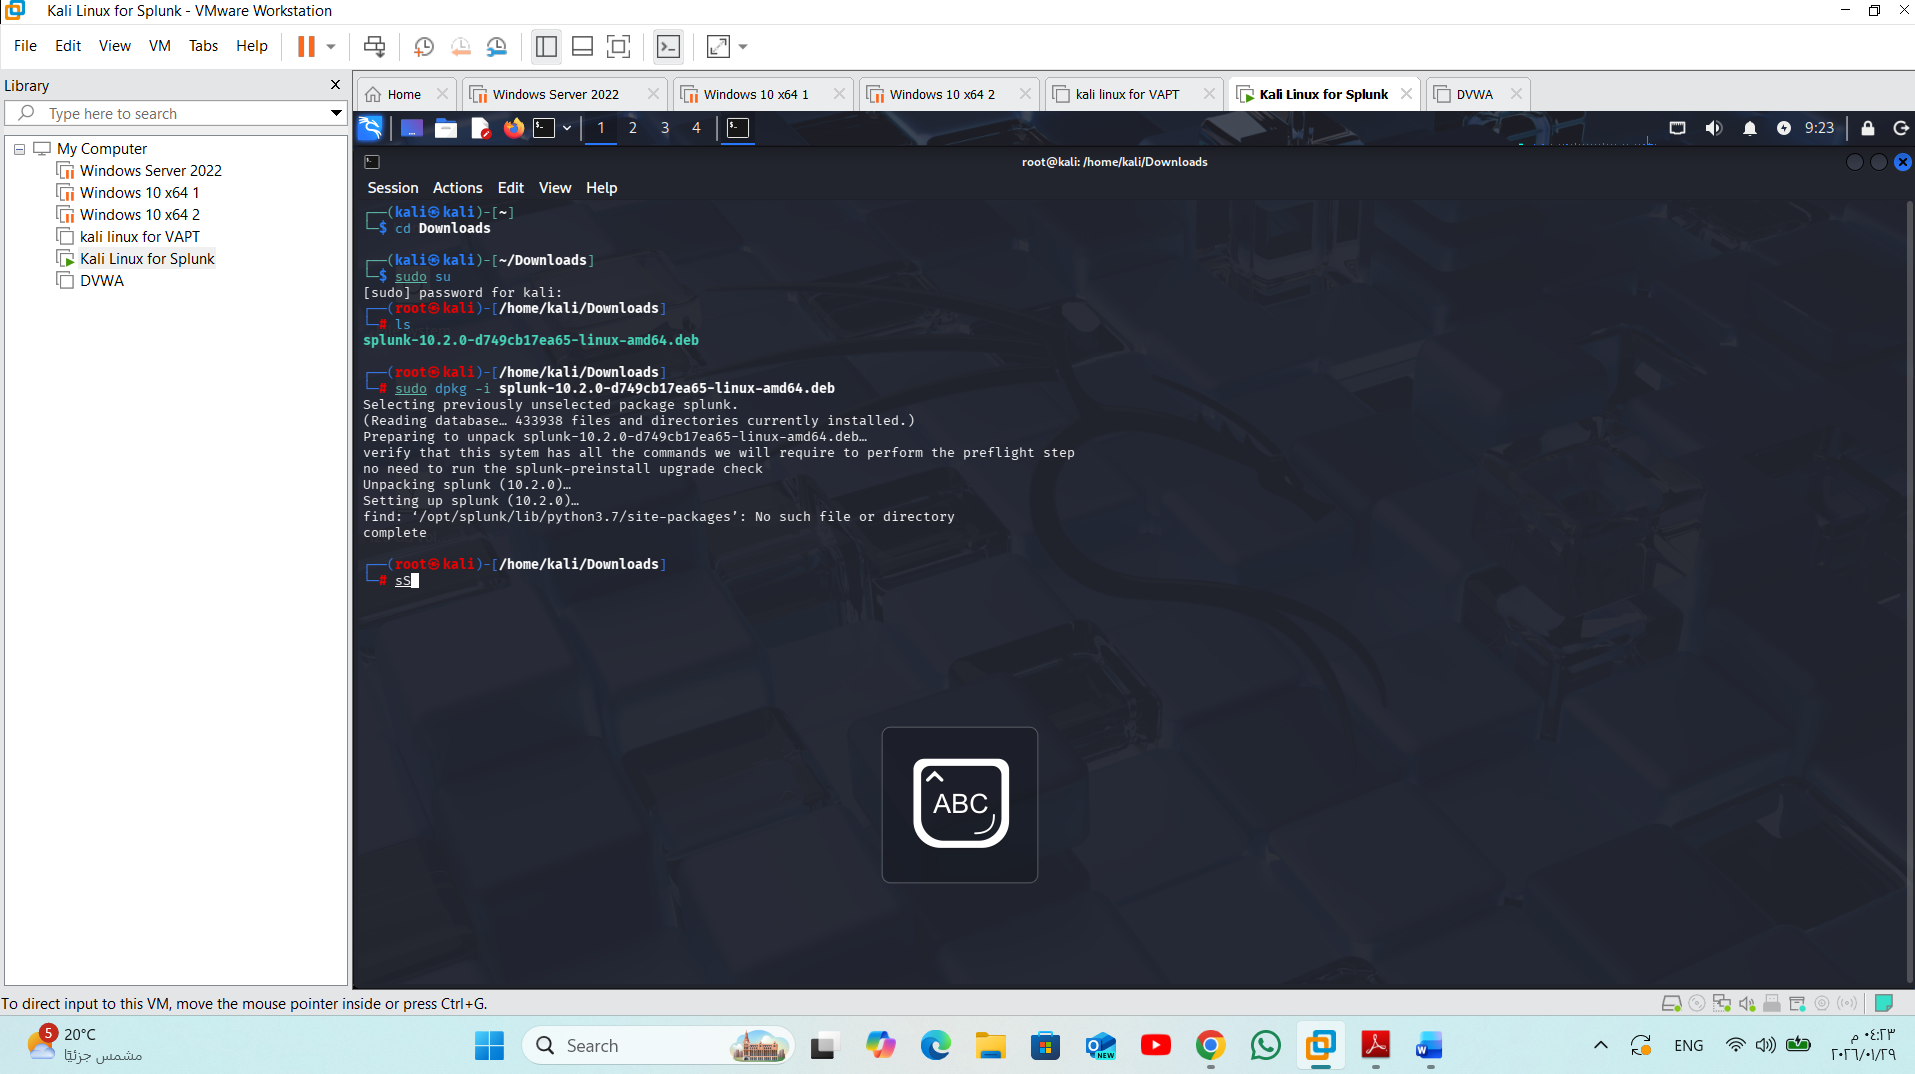 Kali Linux for Splunk - VMware Workstation
File Edit View VM Tabs Help
Library
Type here to search
My Computer
Windows Server 2022
Windows 10 x64 1
Windows 10 x64 2
kali linux for VAPT
Kali Linux for Splunk
DVWA
Home Windows Server 2022 Windows 10 x64 1 Windows 10 x64 2 kali linux for VAPT Kali Linux for Splunk DVWA
1 2 3 4 9:23
root@kali: /home/kali/Downloads
Session Actions Edit View Help
┌──(kali㉿kali)-[~]
└─$ cd Downloads
┌──(kali㉿kali)-[~/Downloads]
└─$ sudo su
[sudo] password for kali:
┌──(root㉿kali)-[/home/kali/Downloads]
└─# ls
splunk-10.2.0-d749cb17ea65-linux-amd64.deb
┌──(root㉿kali)-[/home/kali/Downloads]
└─# sudo dpkg -i splunk-10.2.0-d749cb17ea65-linux-amd64.deb
Selecting previously unselected package splunk.
(Reading database… 433938 files and directories currently installed.)
Preparing to unpack splunk-10.2.0-d749cb17ea65-linux-amd64.deb…
verify that this sytem has all the commands we will require to perform the preflight step
no need to run the splunk-preinstall upgrade check
Unpacking splunk (10.2.0)…
Setting up splunk (10.2.0)…
find: ‘/opt/splunk/lib/python3.7/site-packages’: No such file or directory
complete
┌──(root㉿kali)-[/home/kali/Downloads]
└─# sS
ABC
To direct input to this VM, move the mouse pointer inside or press Ctrl+G.
5
20°C
مشمس جزئيًا
Search
NEW
ENG
٠٤:٢٣ م
٢٠٢٦/٠١/٢٩